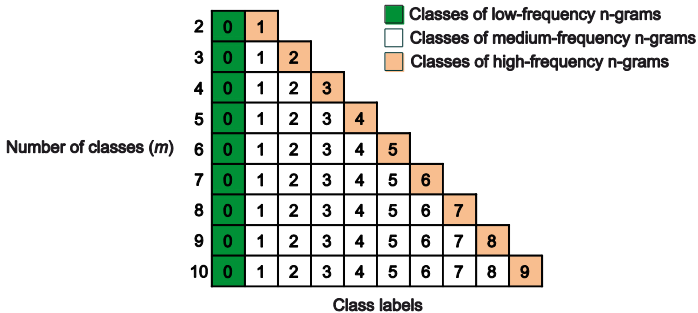 2 0 1
Classes of low-frequency n-grams
3 0 1 2
Classes of medium-frequency n-grams
4 0 1 2 3
Classes of high-frequency n-grams
5 0 1 2 3 4
Number of classes (m)
6 0 1 2 3 4 5
7 0 1 2 3 4 5 6
8 0 1 2 3 4 5 6 7
9 0 1 2 3 4 5 6 7 8
10 0 1 2 3 4 5 6 7 8 9
Class labels